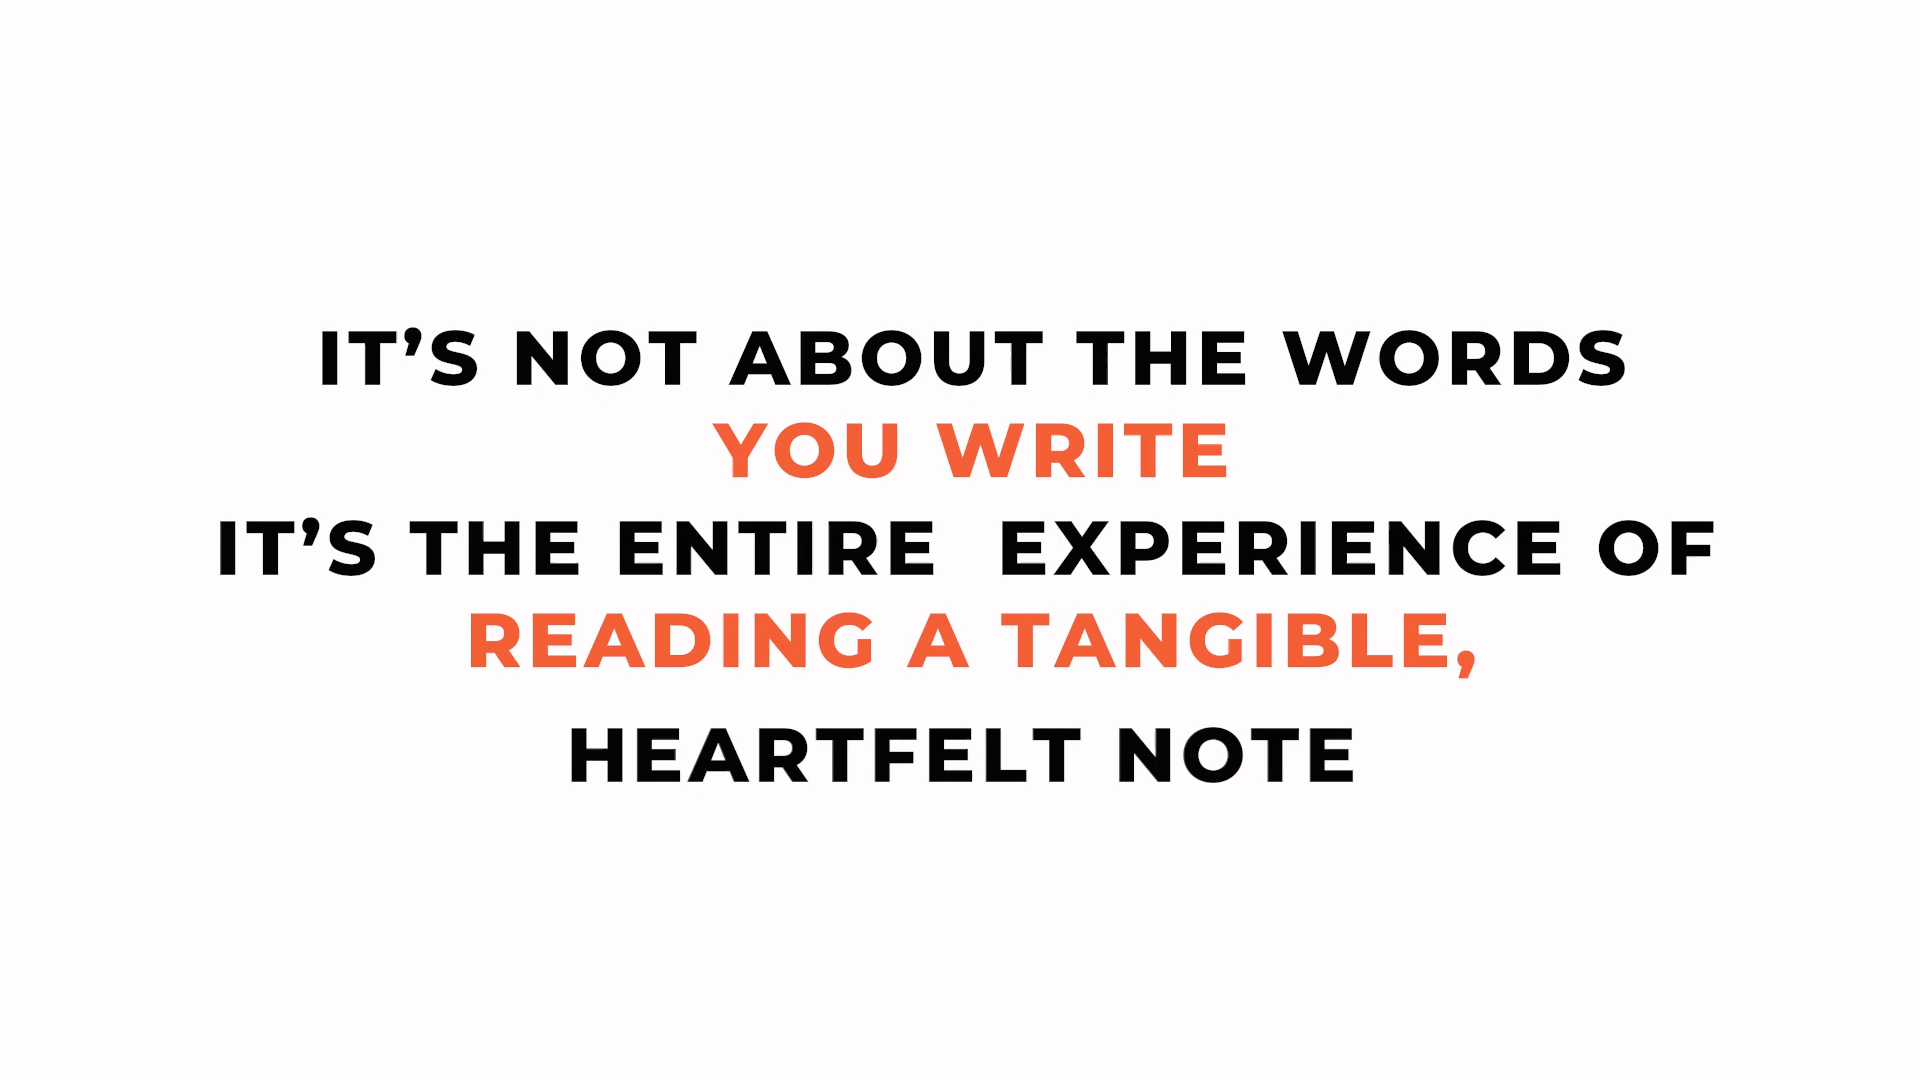 IT’S NOT ABOUT THE WORDS
YOU WRITE
IT’S THE ENTIRE  EXPERIENCE OF
READING A TANGIBLE,
HEARTFELT NOTE